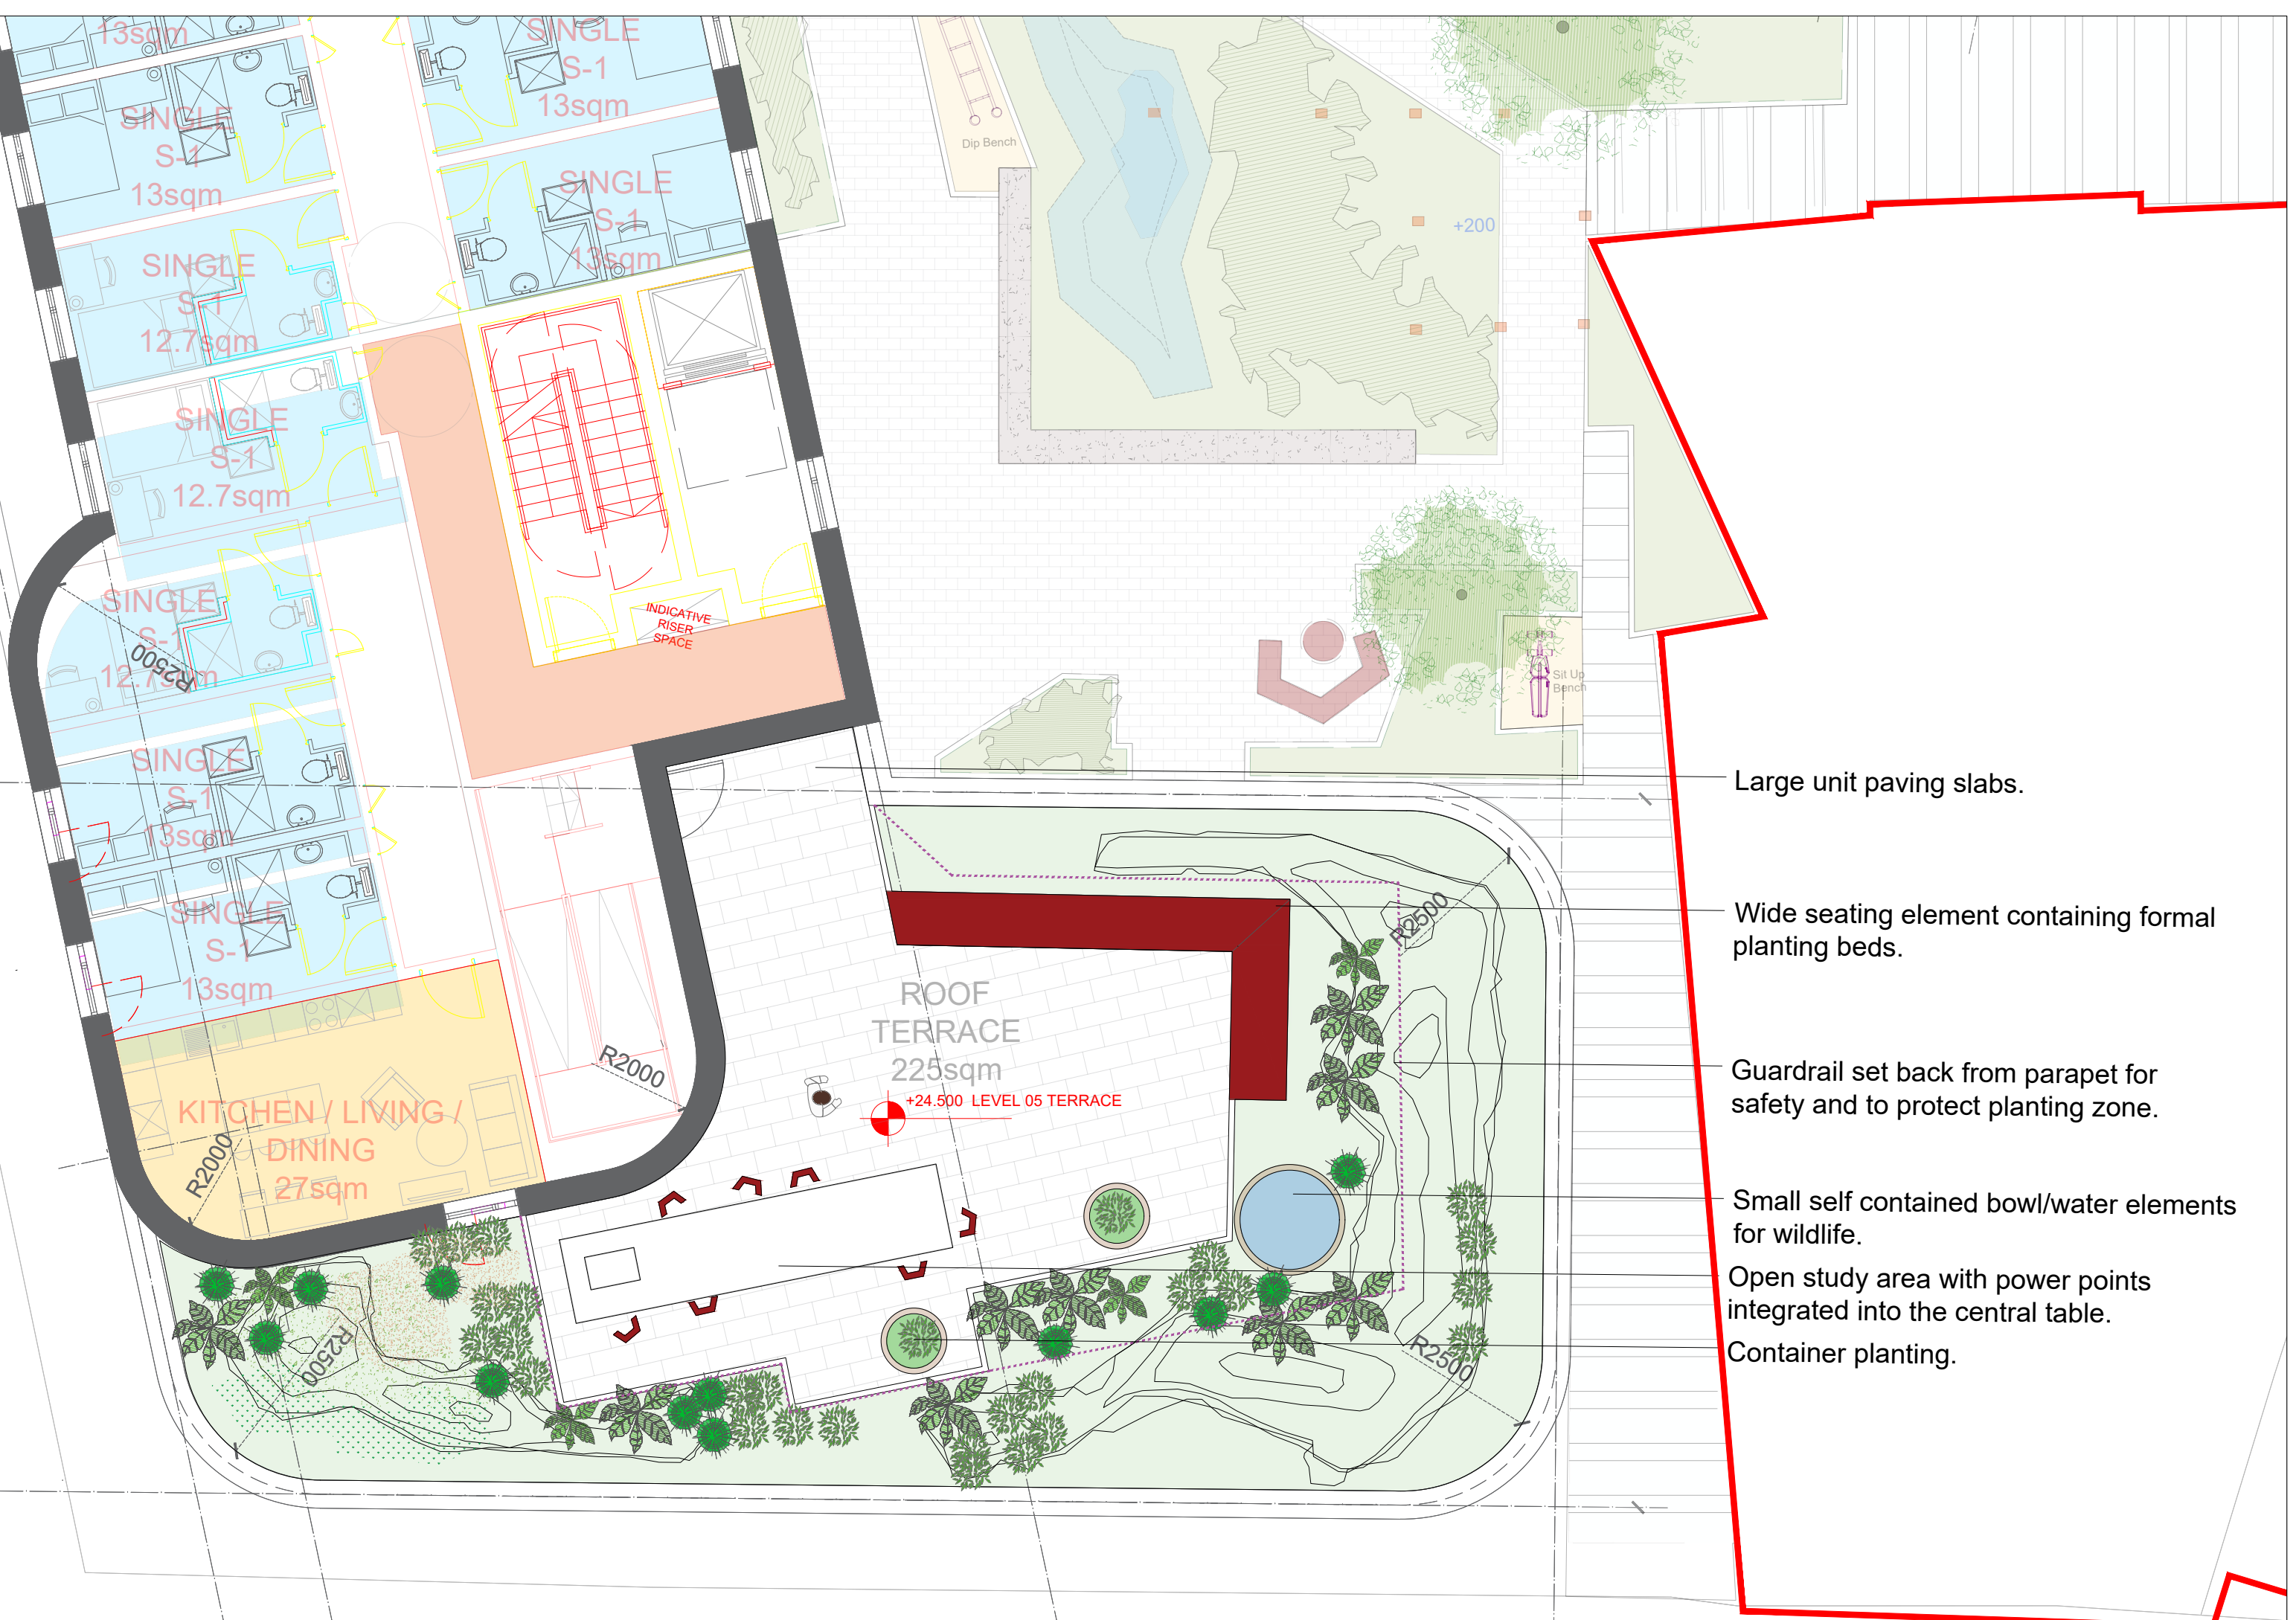 13sqm
SINGLE
S-1
13sqm
SINGLE
S-1
13sqm
SINGLE
S-1
13sqm
SINGLE
S-1
12.7sqm
SINGLE
S-1
12.7sqm
SINGLE
S-1
12.7sqm
R2500
SINGLE
S-1
13sqm
SINGLE
S-1
13sqm
INDICATIVE
RISER
SPACE
Dip Bench
+200
Sit Up
Bench
KITCHEN / LIVING /
DINING
27sqm
R2000
R2000
R2500
ROOF
TERRACE
225sqm
+24.500 LEVEL 05 TERRACE
R2500
R2500
Large unit paving slabs.
Wide seating element containing formal
planting beds.
Guardrail set back from parapet for
safety and to protect planting zone.
Small self contained bowl/water elements
for wildlife.
Open study area with power points
integrated into the central table.
Container planting.